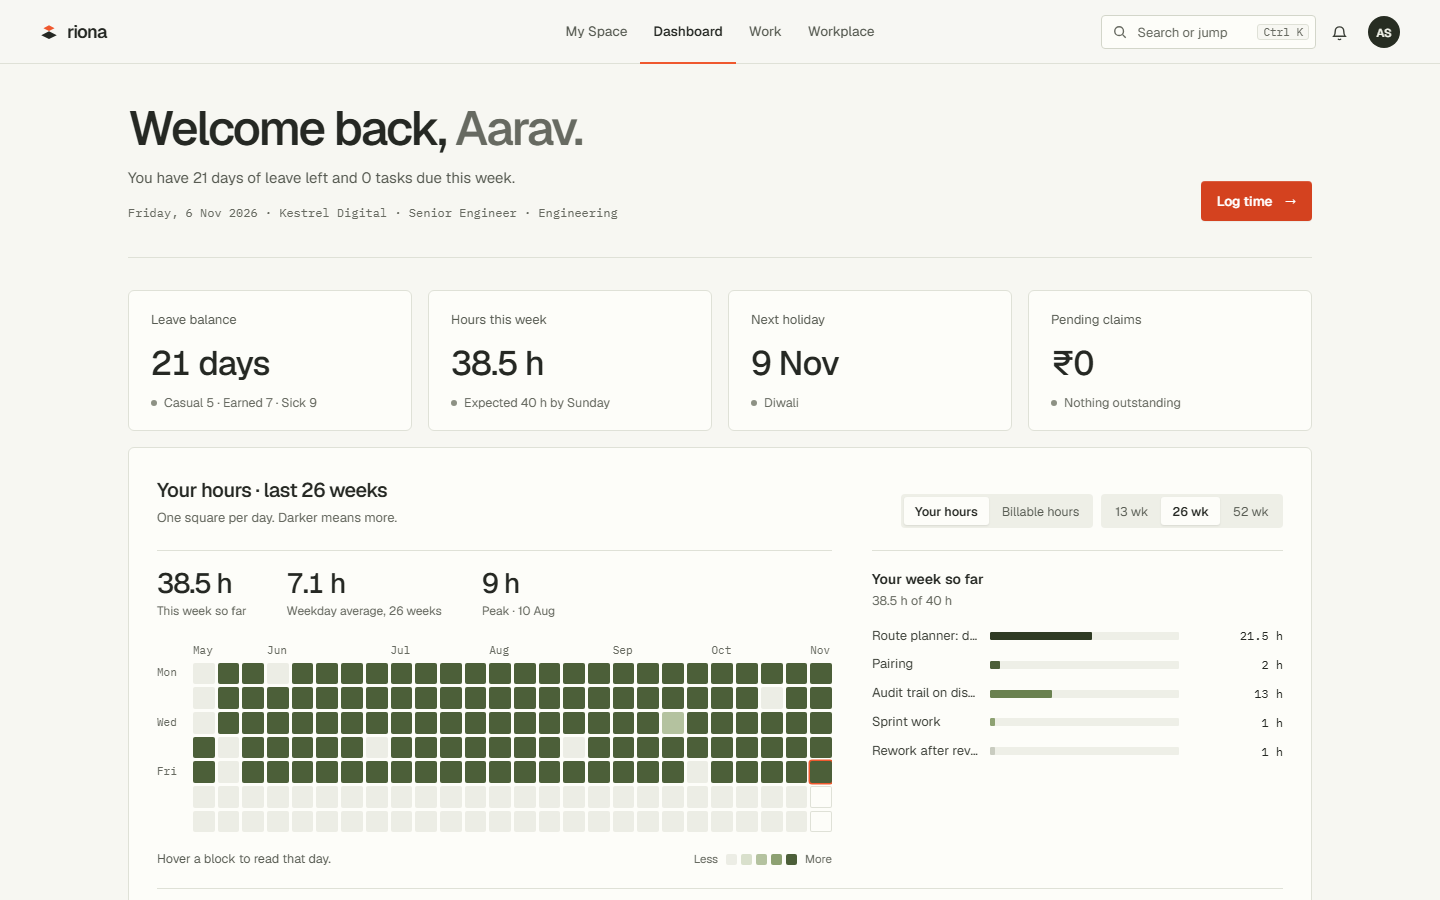 riona
My Space Dashboard Work Workplace
Search or jump Ctrl K
AS
Welcome back, Aarav.
You have 21 days of leave left and 0 tasks due this week.
Friday, 6 Nov 2026 · Kestrel Digital · Senior Engineer · Engineering
Log time →
Leave balance
21 days
Casual 5 · Earned 7 · Sick 9
Hours this week
38.5 h
Expected 40 h by Sunday
Next holiday
9 Nov
Diwali
Pending claims
₹0
Nothing outstanding
Your hours · last 26 weeks
One square per day. Darker means more.
Your hours Billable hours
13 wk 26 wk 52 wk
38.5 h
This week so far
7.1 h
Weekday average, 26 weeks
9 h
Peak · 10 Aug
May Jun Jul Aug Sep Oct Nov
Mon
Wed
Fri
Hover a block to read that day.
Less More
Your week so far
38.5 h of 40 h
Route planner: d… 21.5 h
Pairing 2 h
Audit trail on dis… 13 h
Sprint work 1 h
Rework after rev… 1 h